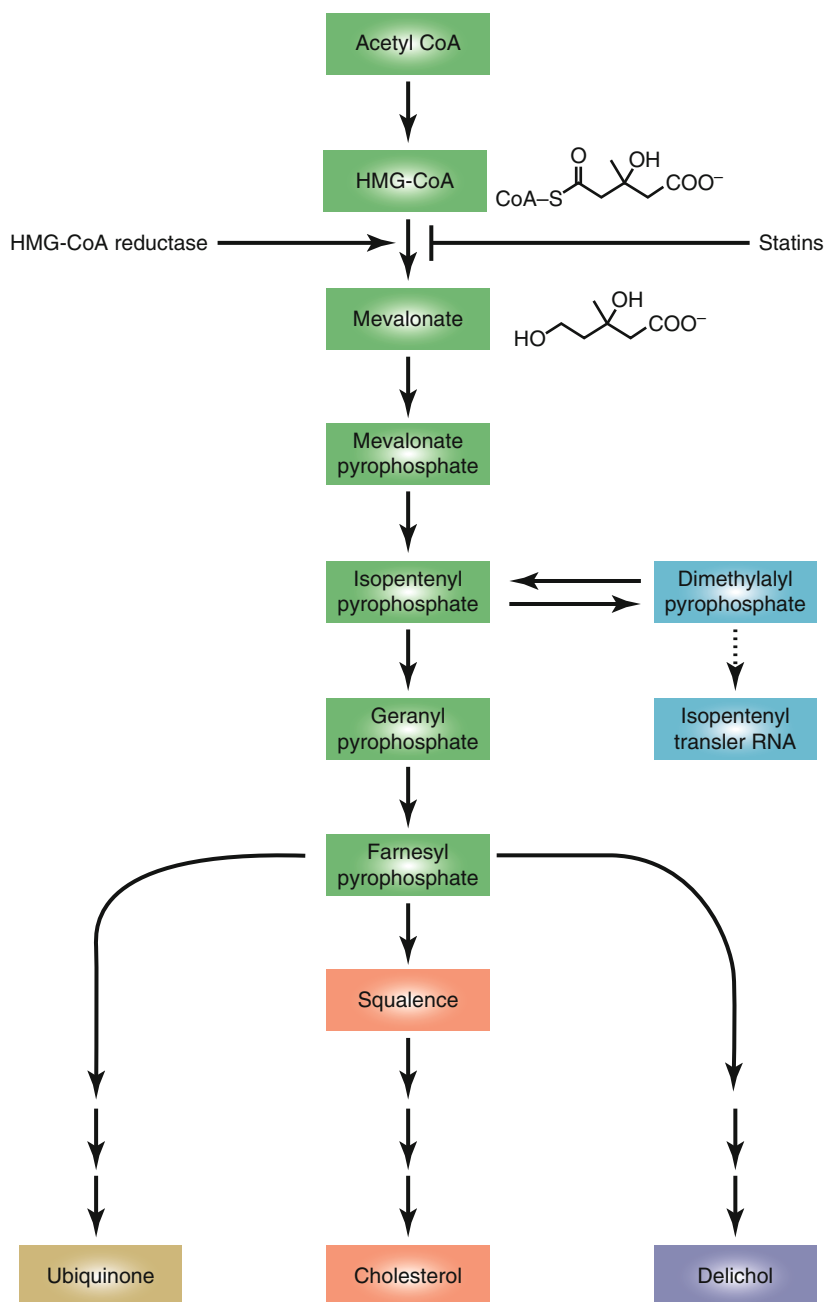 Acetyl CoA
HMG-CoA
O
OH
CoA–S
COO⁻
HMG-CoA reductase
Statins
Mevalonate
OH
HO
COO⁻
Mevalonate
pyrophosphate
Isopentenyl
pyrophosphate
Dimethylalyl
pyrophosphate
Geranyl
pyrophosphate
Isopentenyl
transler RNA
Farnesyl
pyrophosphate
Squalence
Ubiquinone
Cholesterol
Delichol